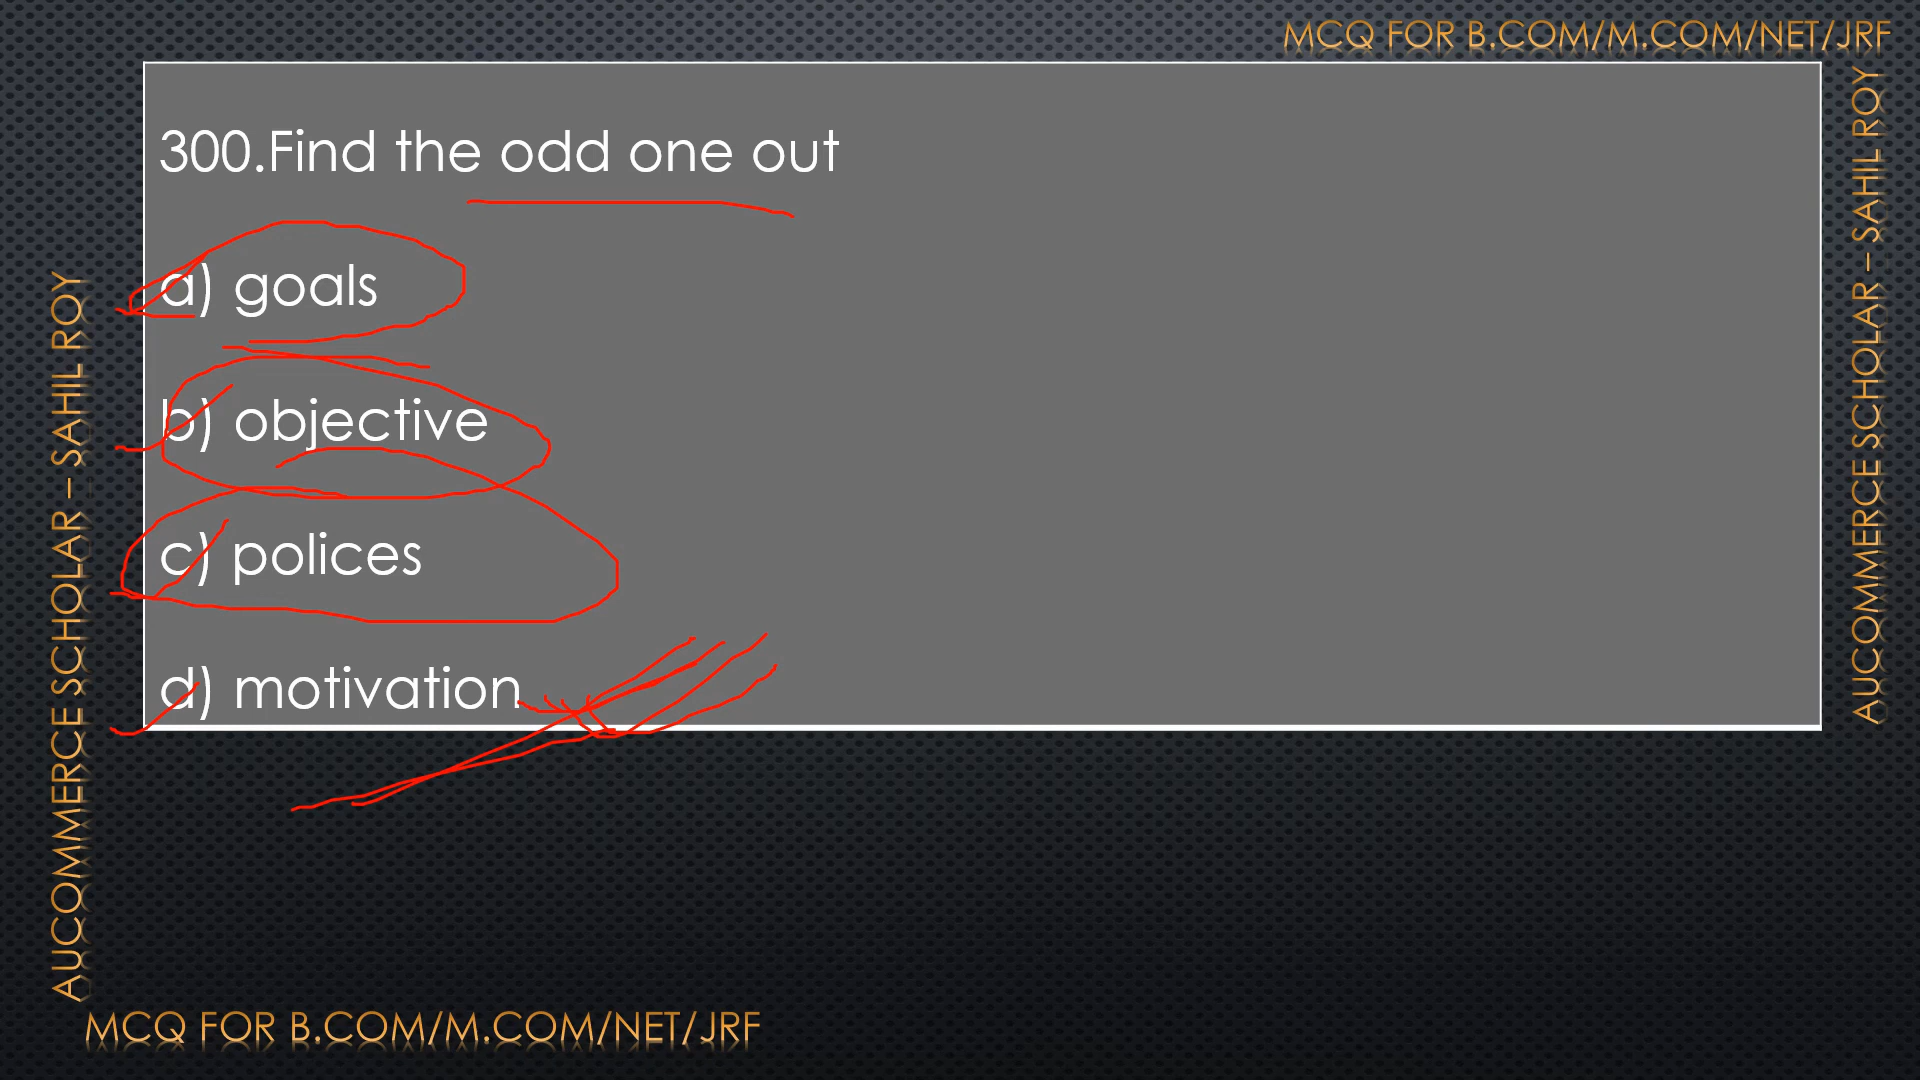 MCQ FOR B.COM/M.COM/NET/JRF
300.Find the odd one out
a) goals
b) objective
c) polices
d) motivation
AUCOMMERCE SCHOLAR – SAHIL ROY
AUCOMMERCE SCHOLAR – SAHIL ROY
MCQ FOR B.COM/M.COM/NET/JRF